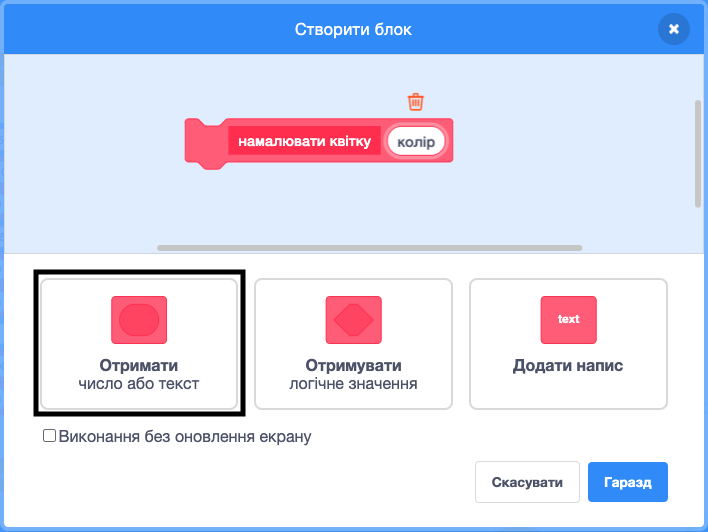 Створити блок
намалювати квітку колір
text
Отримати
число або текст
Отримувати
логічне значення
Додати напис
Виконання без оновлення екрану
Скасувати
Гаразд